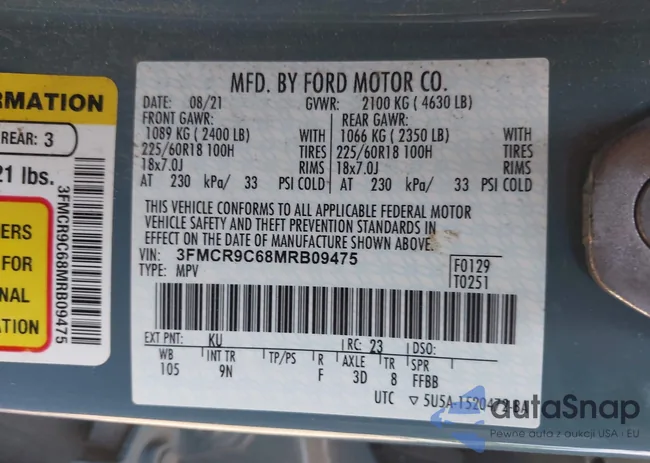 RMATION
REAR: 3
21 lbs.
ERS
FOR
NAL
TION
3FMCR9C68MRB09475
MFD. BY FORD MOTOR CO.
DATE: 08/21 GVWR: 2100 KG (4630 LB)
FRONT GAWR: REAR GAWR:
1089 KG (2400 LB) WITH 1066 KG (2350 LB) WITH
225/60R18 100H TIRES 225/60R18 100H TIRES
18x7.0J RIMS 18x7.0J RIMS
AT 230 kPa/ 33 PSI COLD AT 230 kPa/ 33 PSI COLD
THIS VEHICLE CONFORMS TO ALL APPLICABLE FEDERAL MOTOR
VEHICLE SAFETY AND THEFT PREVENTION STANDARDS IN
EFFECT ON THE DATE OF MANUFACTURE SHOWN ABOVE.
VIN: 3FMCR9C68MRB09475
TYPE: MPV
F0129
T0251
EXT PNT: KU RC: 23 DSO:
WB INT TR TP/PS R AXLE TR SPR
105 9N F 3D 8 FFBB
UTC ▽ 5U5A-1520472-BA
autaSnap
Pewne auta z aukcji USA i EU